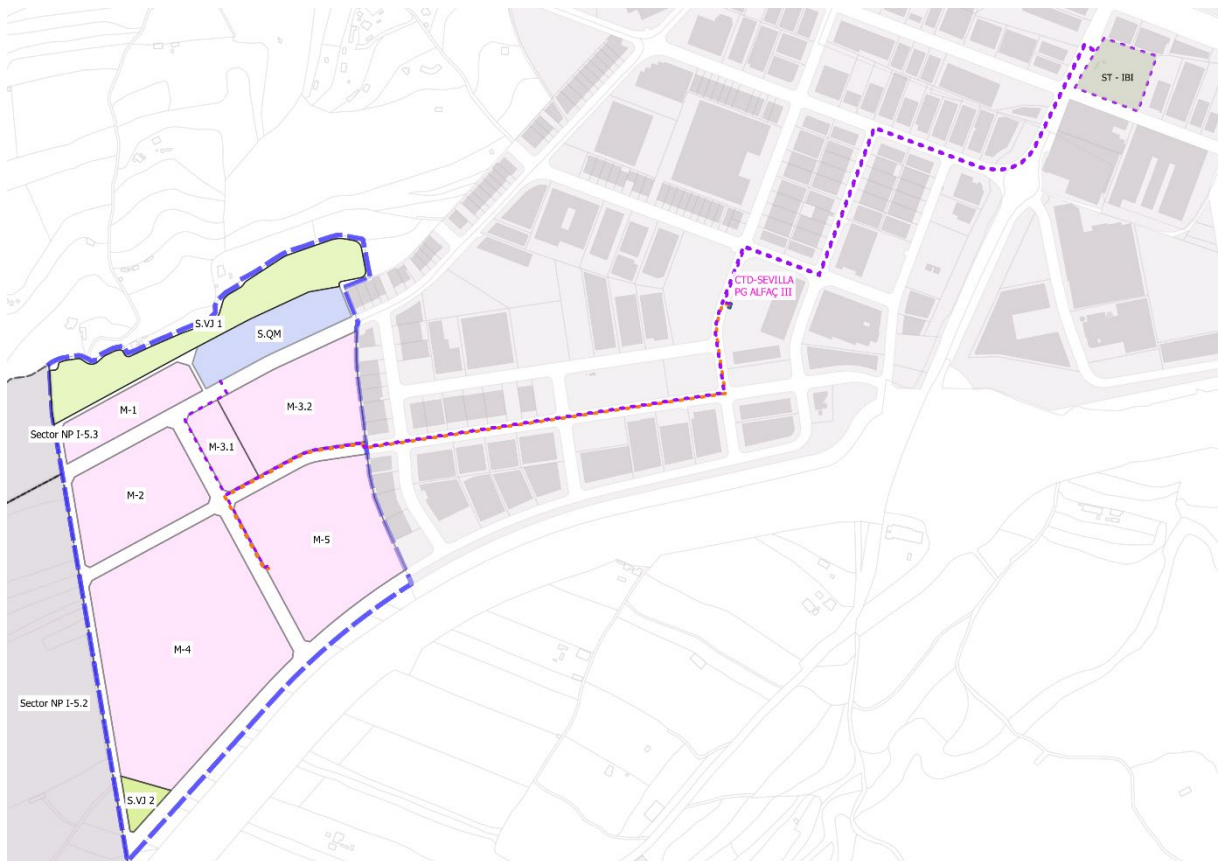 ST - IBI
CTD-SEVILLA
PG ALFAÇ III
S.VJ 1
S.QM
M-1
M-3.2
Sector NP I-5.3
M-3.1
M-2
M-5
M-4
Sector NP I-5.2
S.VJ 2